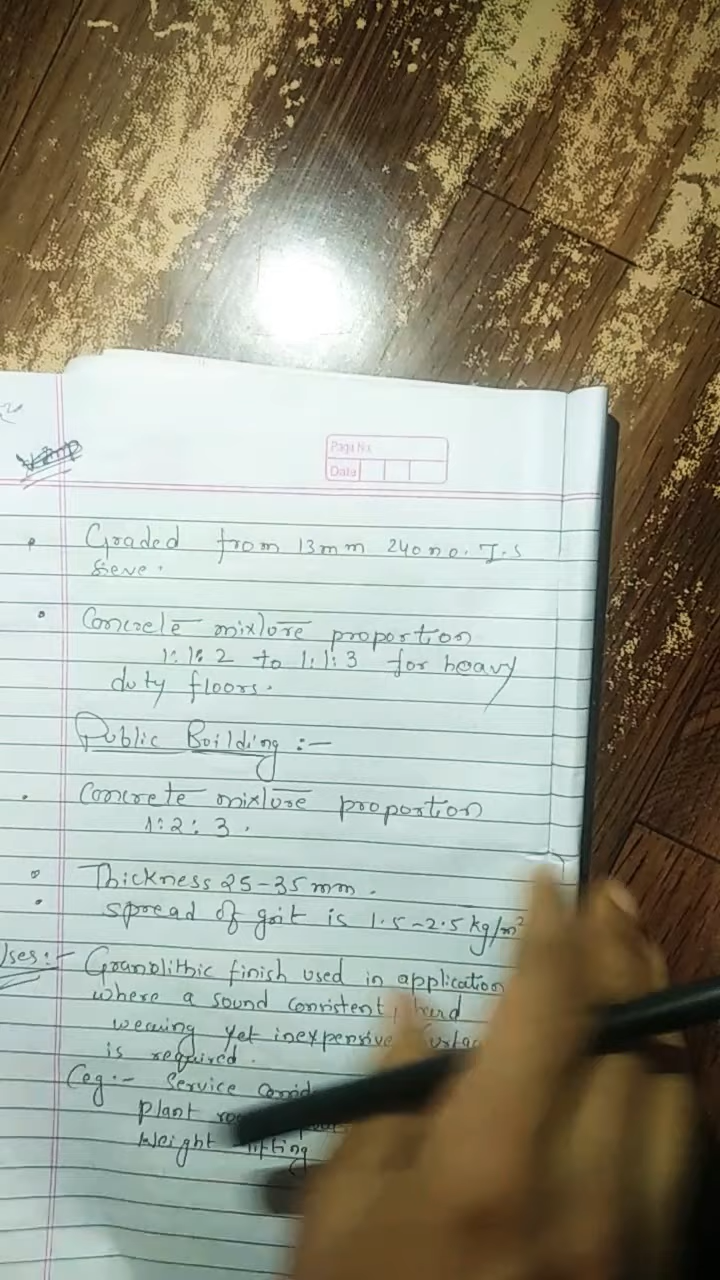 Page No.
Date
Graded from 13mm 240 no. I.S
sieve.
Concrete mixture proportion
1:1:2 to 1:1:3 for heavy
duty floors.
Public Building :-
Concrete mixture proportion
1:2:3.
Thickness 25-35 mm.
spread of grit is 1.5-2.5 kg/m²
Uses:- Granolithic finish used in application
where a sound consistent, hard
wearing yet inexpensive
is required.
eg:- Service
plant
Weight lifting